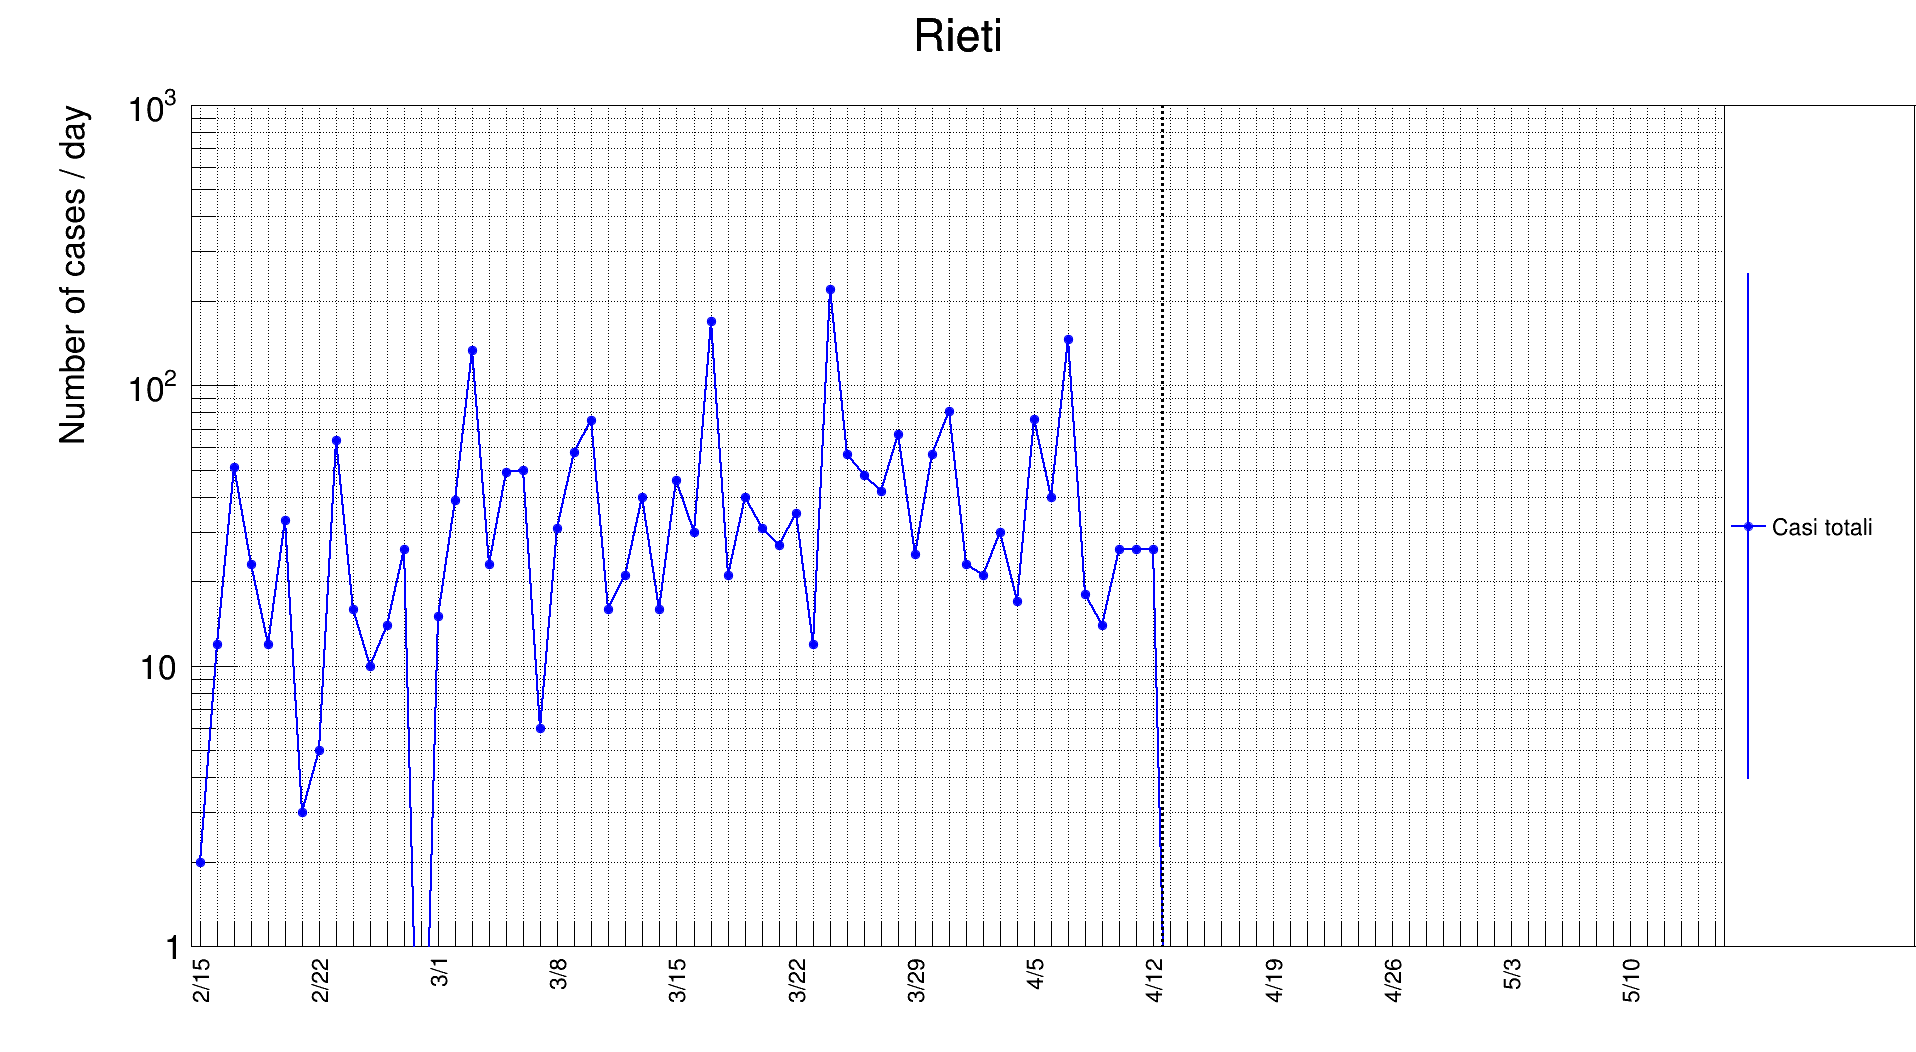 Rieti
Number of cases / day
10³
10²
10
1
2/15 2/22 3/1 3/8 3/15 3/22 3/29 4/5 4/12 4/19 4/26 5/3 5/10
Casi totali